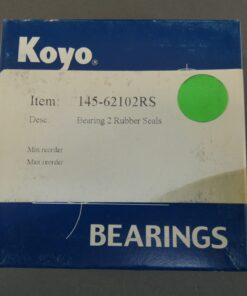 Koyo®
Item: 145-62102RS
Desc: Bearing 2 Rubber Seals
Min reorder
Max reorder
BEARINGS